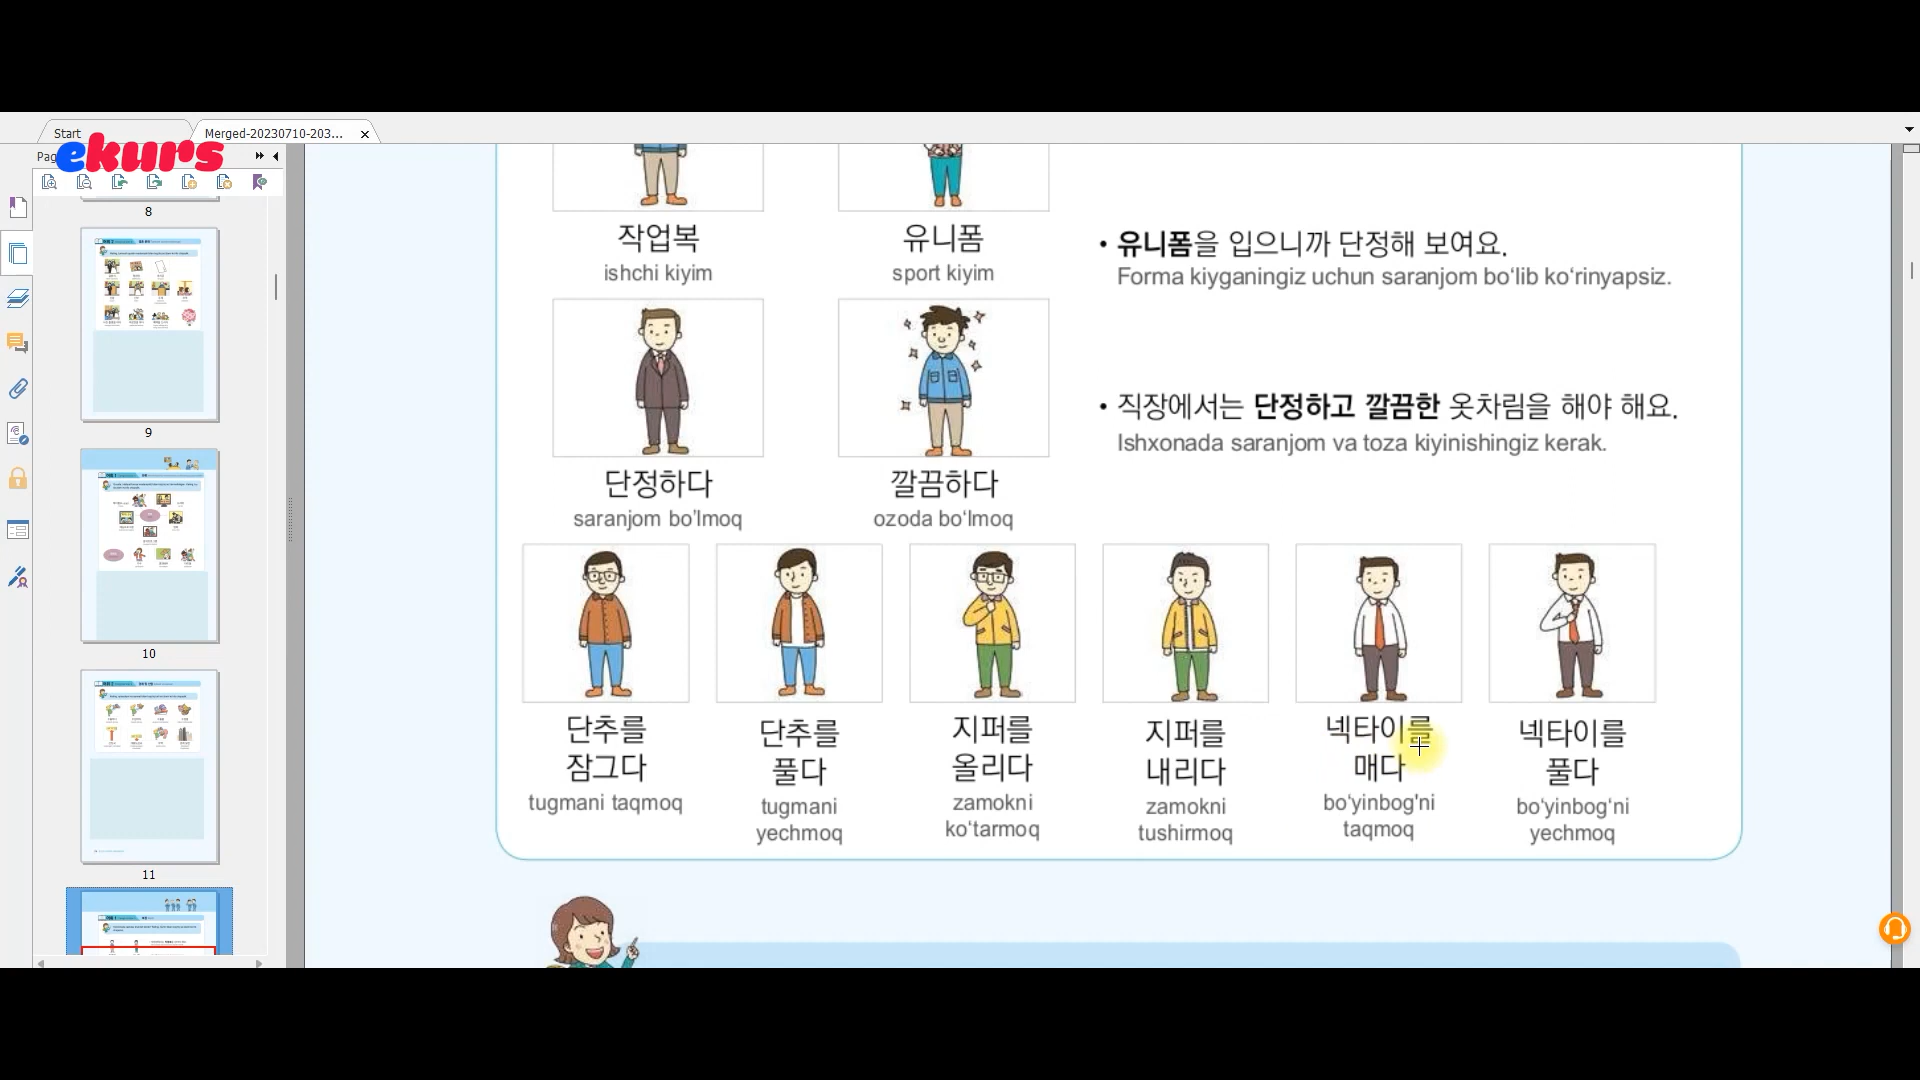 Start
Merged-20230710-203...
Pag
ekurs
8
9
10
11
작업복
ishchi kiyim
유니폼
sport kiyim
• 유니폼을 입으니까 단정해 보여요.
Forma kiyganingiz uchun saranjom bo‘lib ko‘rinyapsiz.
• 직장에서는 단정하고 깔끔한 옷차림을 해야 해요.
Ishxonada saranjom va toza kiyinishingiz kerak.
단정하다
saranjom bo’lmoq
깔끔하다
ozoda bo‘lmoq
단추를
잠그다
tugmani taqmoq
단추를
풀다
tugmani
yechmoq
지퍼를
올리다
zamokni
ko‘tarmoq
지퍼를
내리다
zamokni
tushirmoq
넥타이를
매다
bo‘yinbog'ni
taqmoq
넥타이를
풀다
bo‘yinbog‘ni
yechmoq